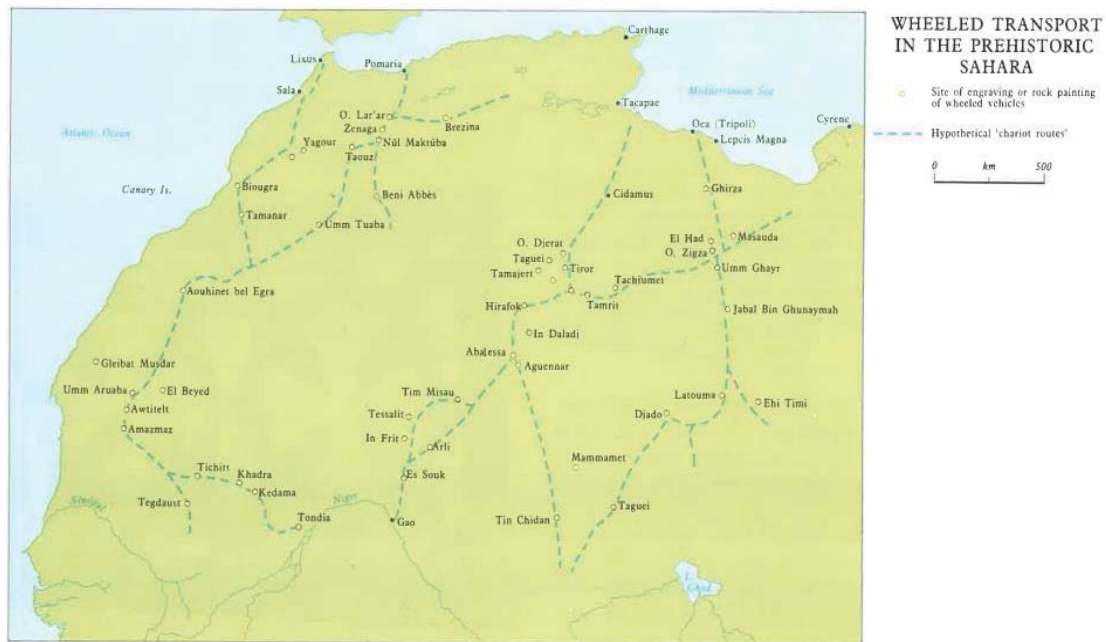 WHEELED TRANSPORT
IN THE PREHISTORIC
SAHARA
Site of engraving or rock painting
of wheeled vehicles
Hypothetical 'chariot routes'
0 km 500
Carthage
Lixus
Pomaria
Sala
Tacapae
Mediterranean Sea
Oea (Tripoli)
Cyrene
Lepcis Magna
Atlantic Ocean
O. Lar'ar
Zenaga
Brezina
Nûl Maktûba
Yagour
Taouz
Canary Is.
Biougra
Beni Abbès
Cidamus
Ghirza
Tamanar
Umm Tuaba
El Had
Masauda
O. Zigza
O. Djerat
Taguei
Tiror
Tamajert
Umm Ghayr
Tachiumet
Aouhinet bel Egra
Tamrit
Hirafok
Jabal Bin Ghunaymah
In Daladi
Abalessa
Aguennar
Gleibat Musdar
Umm Aruaba
El Beyed
Tim Misau
Latouma
Ehi Timi
Awtitelt
Tessalit
Djado
Amazmaz
In Frit
Arli
Mammamet
Tichitt
Khadra
Es Souk
Kedama
Tegdaust
Senegal
Niger
Taguei
Tondia
Gao
Tin Chidan
L.
Chad